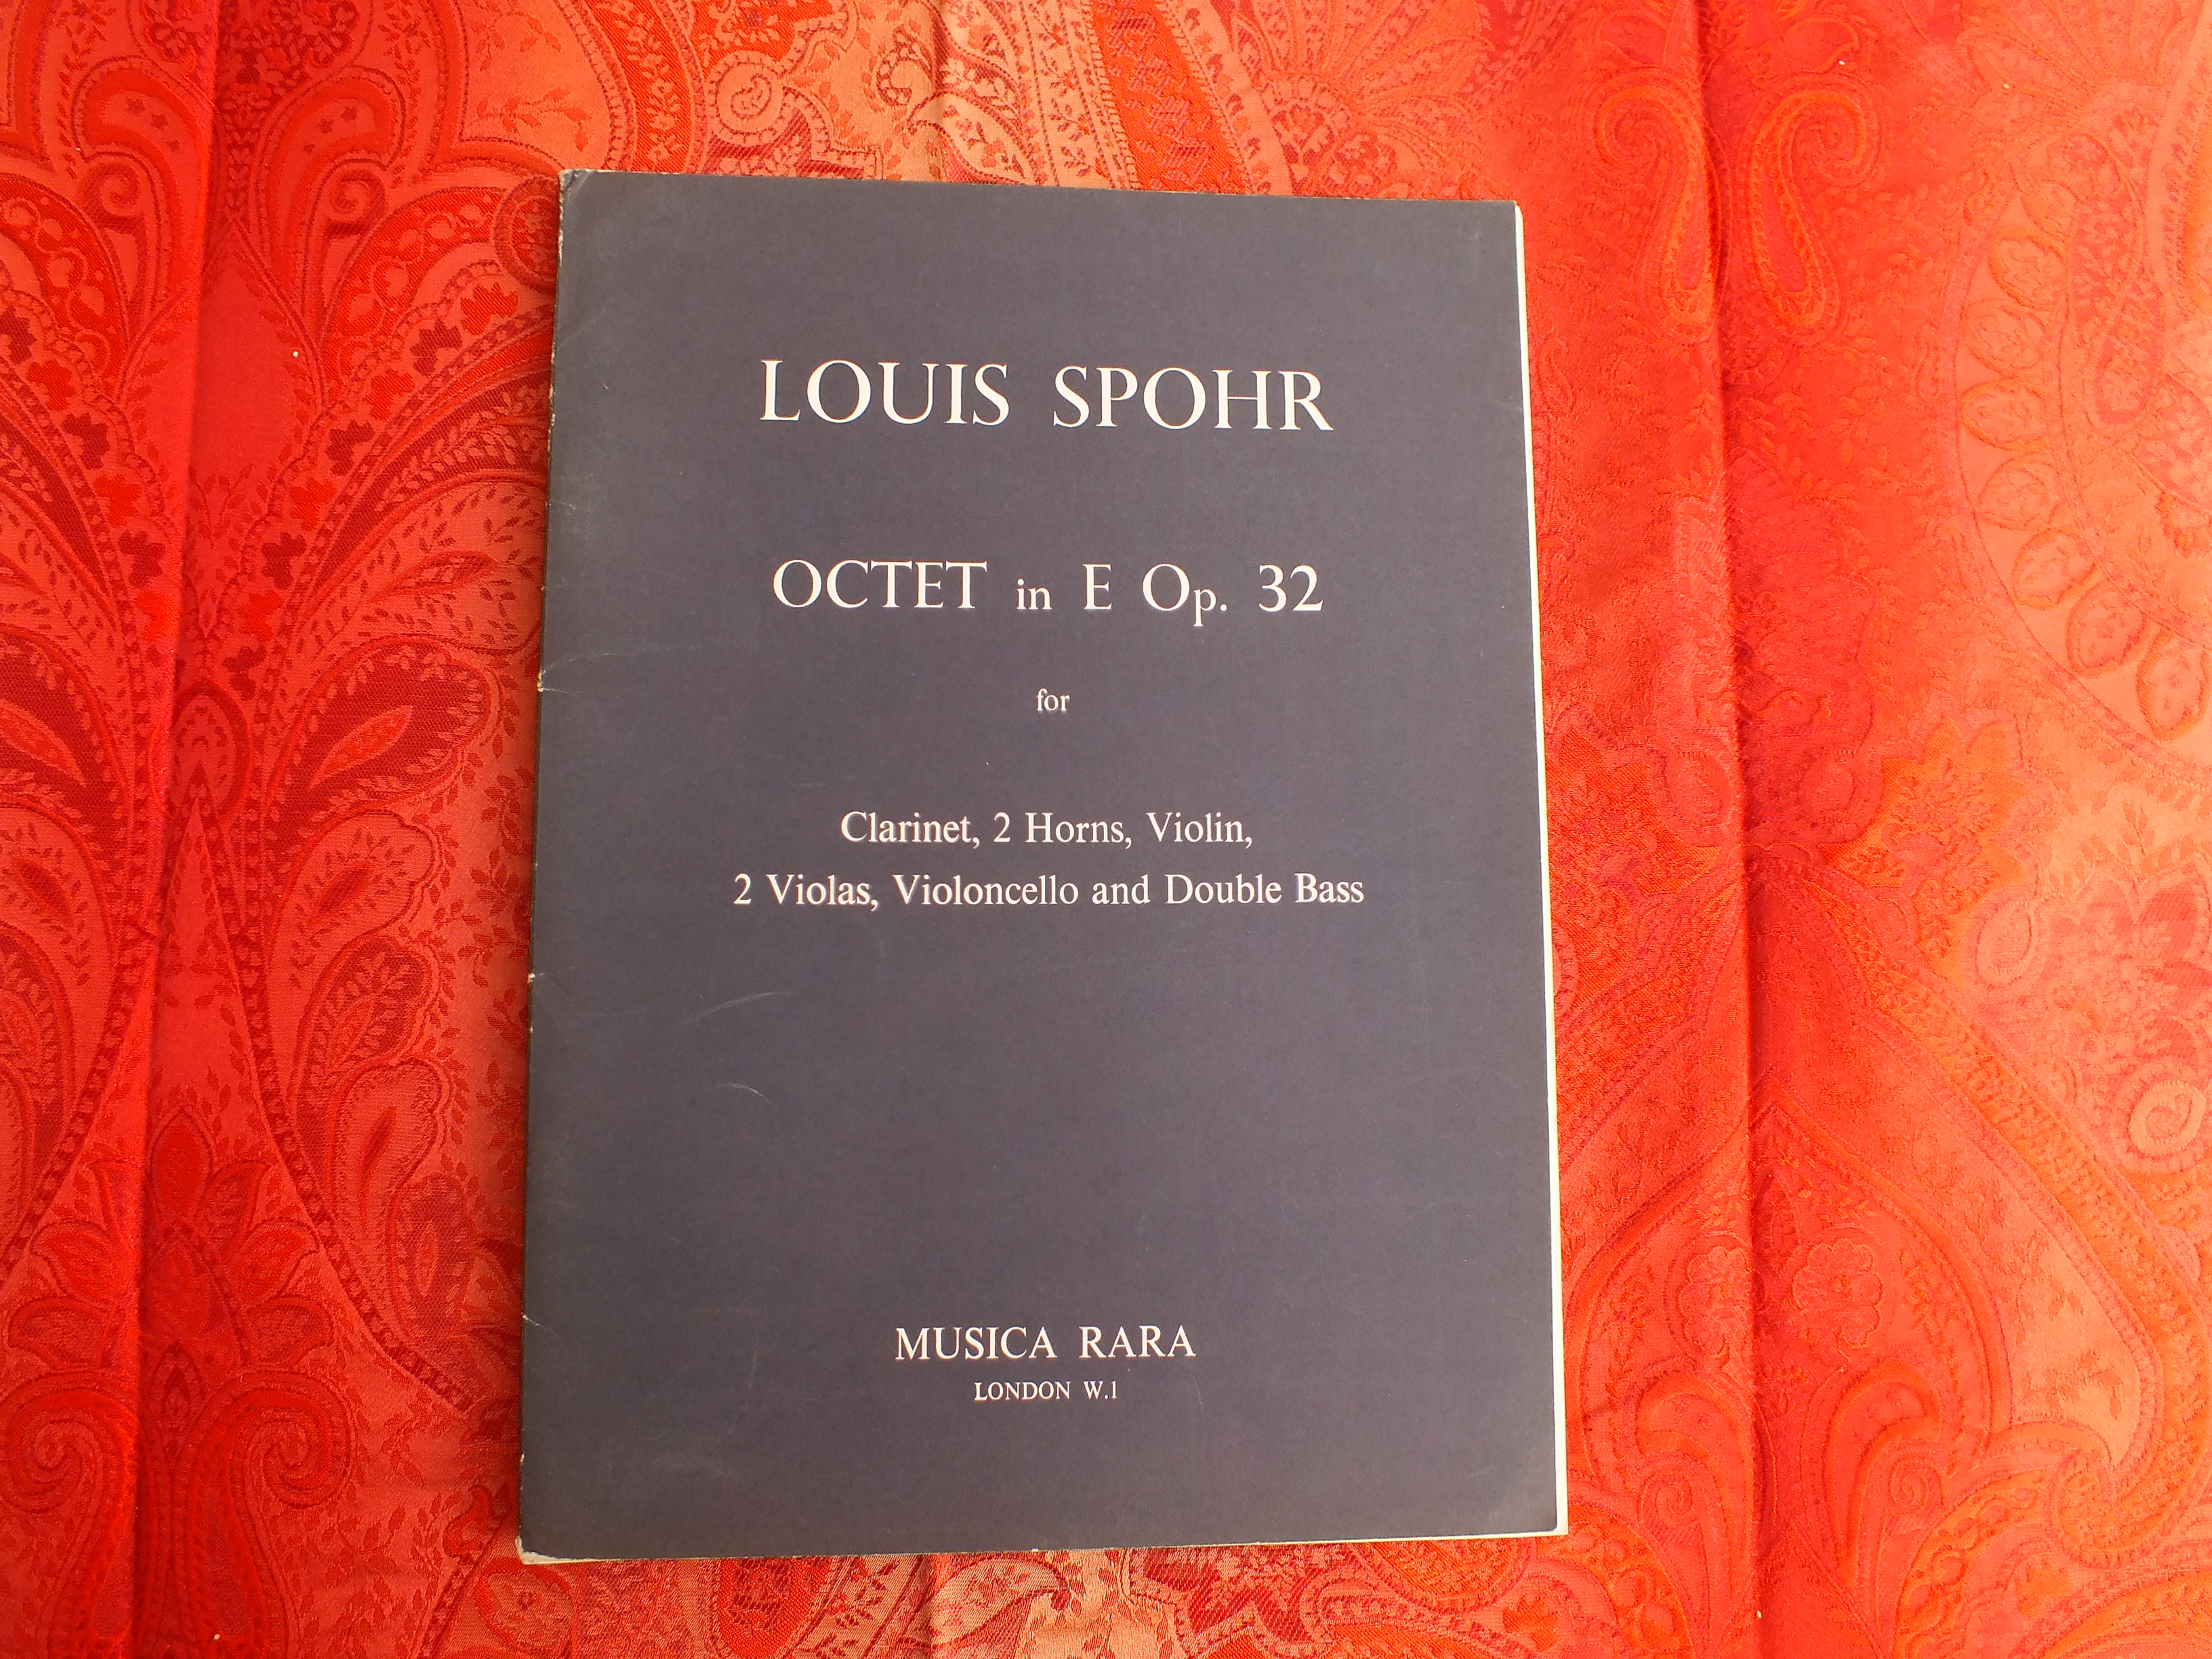 LOUIS SPOHR
OCTET in E Op. 32
for
Clarinet, 2 Horns, Violin,
2 Violas, Violoncello and Double Bass
MUSICA RARA
LONDON W.1